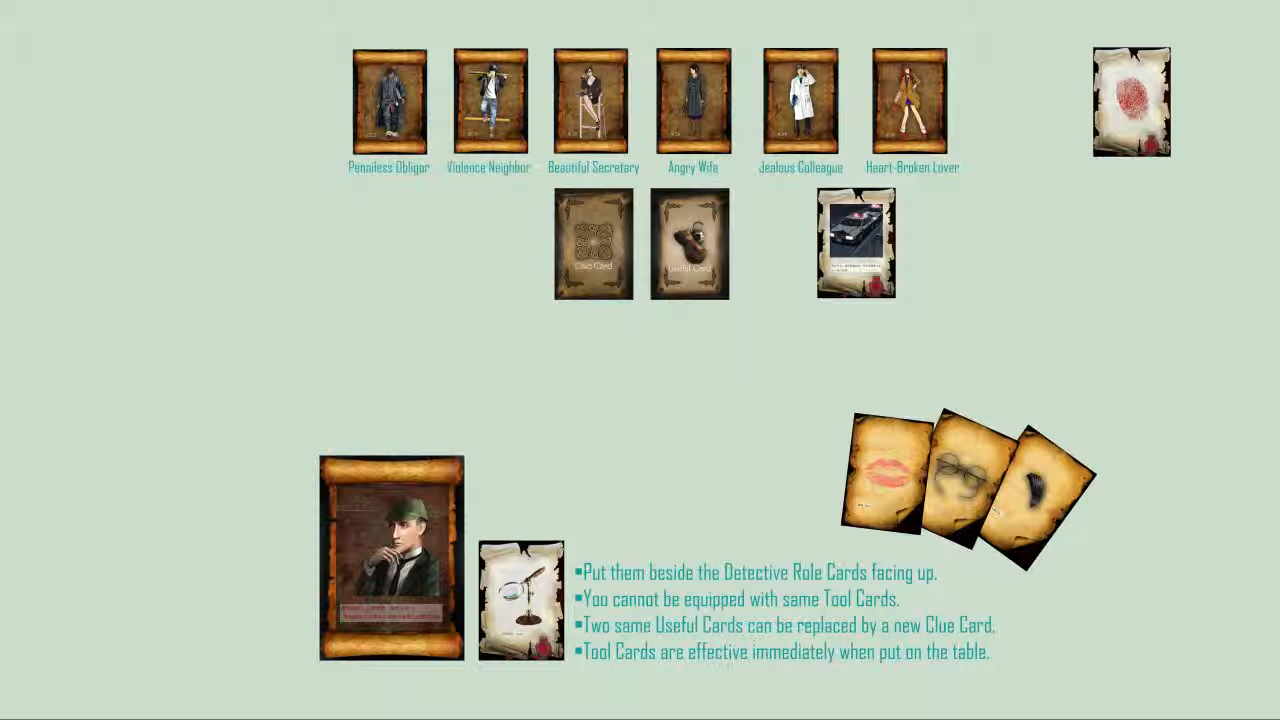 Penniless Obligor
Violence Neighbor
Beautiful Secretary
Angry Wife
Jealous Colleague
Heart-Broken Lover
Clue Card
Useful Card
▪Put them beside the Detective Role Cards facing up.
▪You cannot be equipped with same Tool Cards.
▪Two same Useful Cards can be replaced by a new Clue Card.
▪Tool Cards are effective immediately when put on the table.